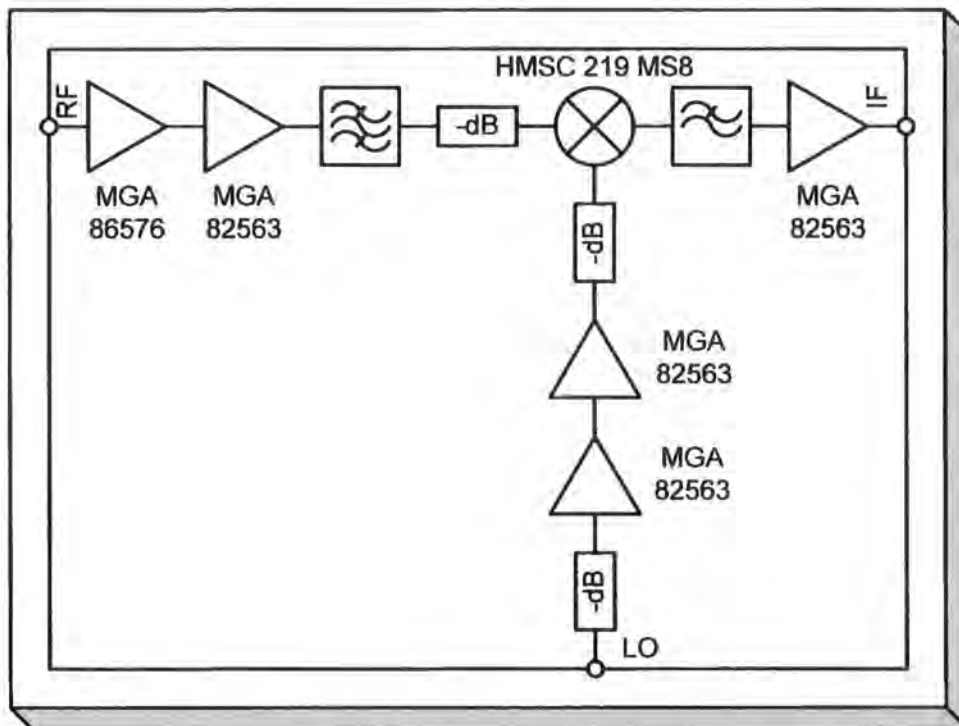 HMSC 219 MS8
RF
-dB
IF
MGA
86576
MGA
82563
MGA
82563
-dB
MGA
82563
MGA
82563
-dB
LO